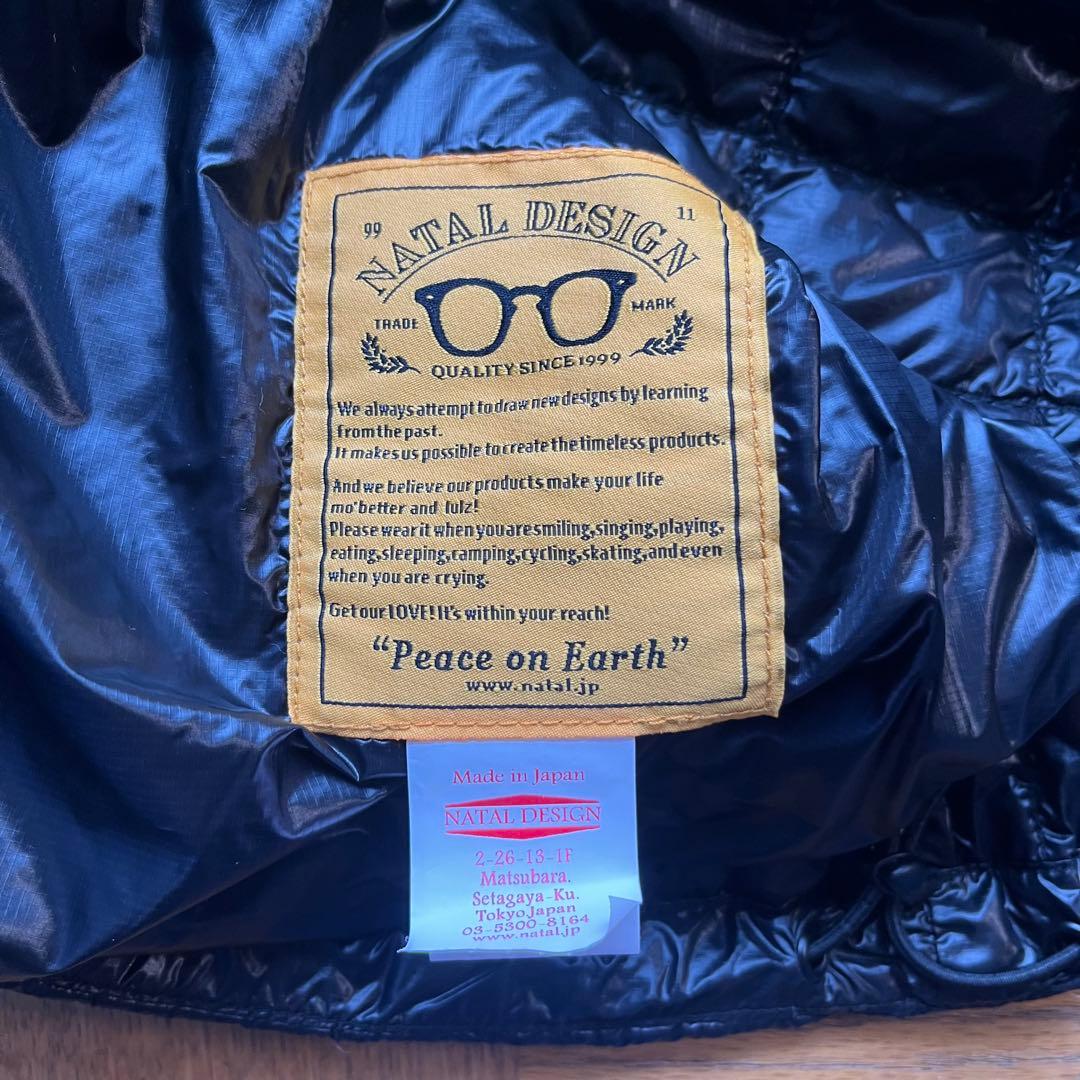 99 11
NATAL DESIGN
TRADE MARK
QUALITY SINCE 1999
We always attempt to draw new designs by learning
from the past.
It makes us possible to create the timeless products.
And we believe our products make your life
mo'better and lulz!
Please wear it when you are smiling,singing,playing,
eating,sleeping,camping,cycling,skating,and even
when you are crying.
Get our LOVE! It's within your reach!
“Peace on Earth”
www.natal.jp
Made in Japan
NATAL DESIGN
2-26-13-1F
Matsubara.
Setagaya-Ku.
Tokyo,Japan
03-5300-8164
www.natal.jp